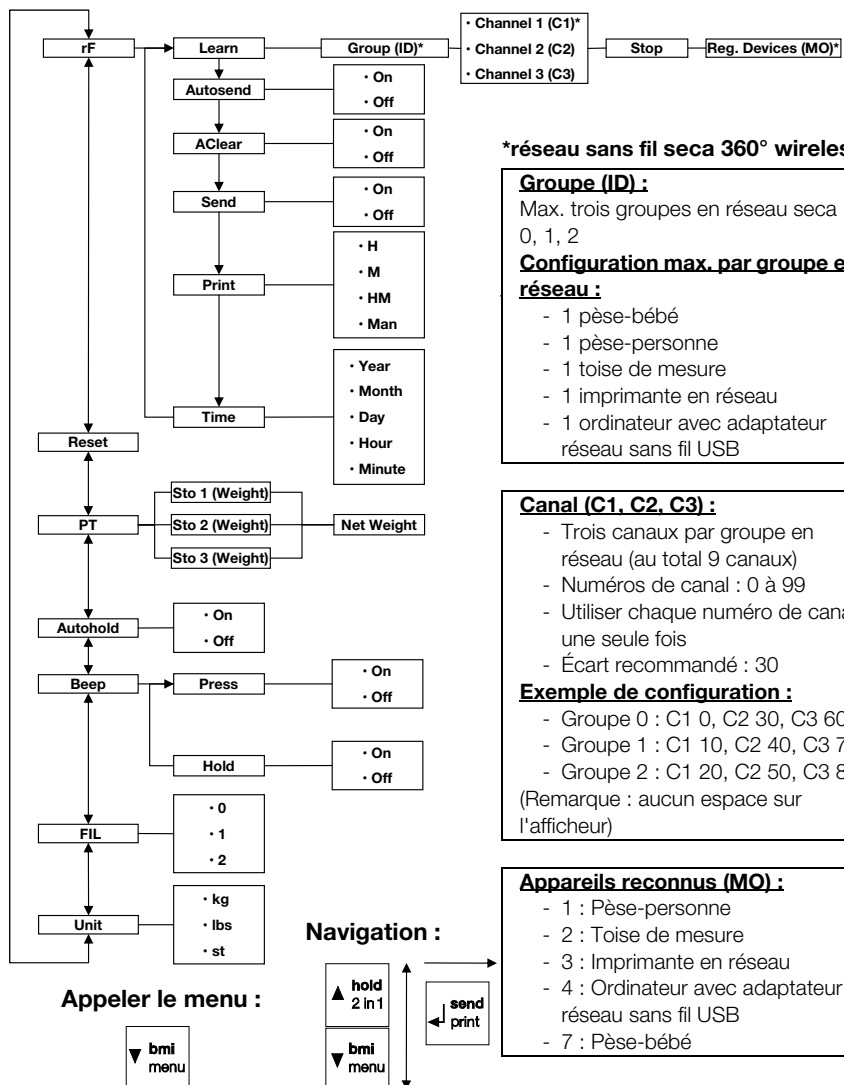 rF
Learn
Group (ID)*
· Channel 1 (C1)*
· Channel 2 (C2)
· Channel 3 (C3)
Stop
Reg. Devices (MO)*
Autosend
· On
· Off
AClear
· On
· Off
Send
· On
· Off
Print
· H
· M
· HM
· Man
Time
· Year
· Month
· Day
· Hour
· Minute
Reset
PT
Sto 1 (Weight)
Sto 2 (Weight)
Sto 3 (Weight)
Net Weight
Autohold
· On
· Off
Beep
Press
· On
· Off
Hold
· On
· Off
FIL
· 0
· 1
· 2
Unit
· kg
· lbs
· st
Appeler le menu :
bmi
menu
Navigation :
hold
2 in 1
bmi
menu
send
print
*réseau sans fil seca 360° wireles
Groupe (ID) :
Max. trois groupes en réseau seca
0, 1, 2
Configuration max. par groupe e
réseau :
- 1 pèse-bébé
- 1 pèse-personne
- 1 toise de mesure
- 1 imprimante en réseau
- 1 ordinateur avec adaptateur
réseau sans fil USB
Canal (C1, C2, C3) :
- Trois canaux par groupe en
réseau (au total 9 canaux)
- Numéros de canal : 0 à 99
- Utiliser chaque numéro de cana
une seule fois
- Écart recommandé : 30
Exemple de configuration :
- Groupe 0 : C1 0, C2 30, C3 60
- Groupe 1 : C1 10, C2 40, C3 7
- Groupe 2 : C1 20, C2 50, C3 8
(Remarque : aucun espace sur
l'afficheur)
Appareils reconnus (MO) :
- 1 : Pèse-personne
- 2 : Toise de mesure
- 3 : Imprimante en réseau
- 4 : Ordinateur avec adaptateur
réseau sans fil USB
- 7 : Pèse-bébé